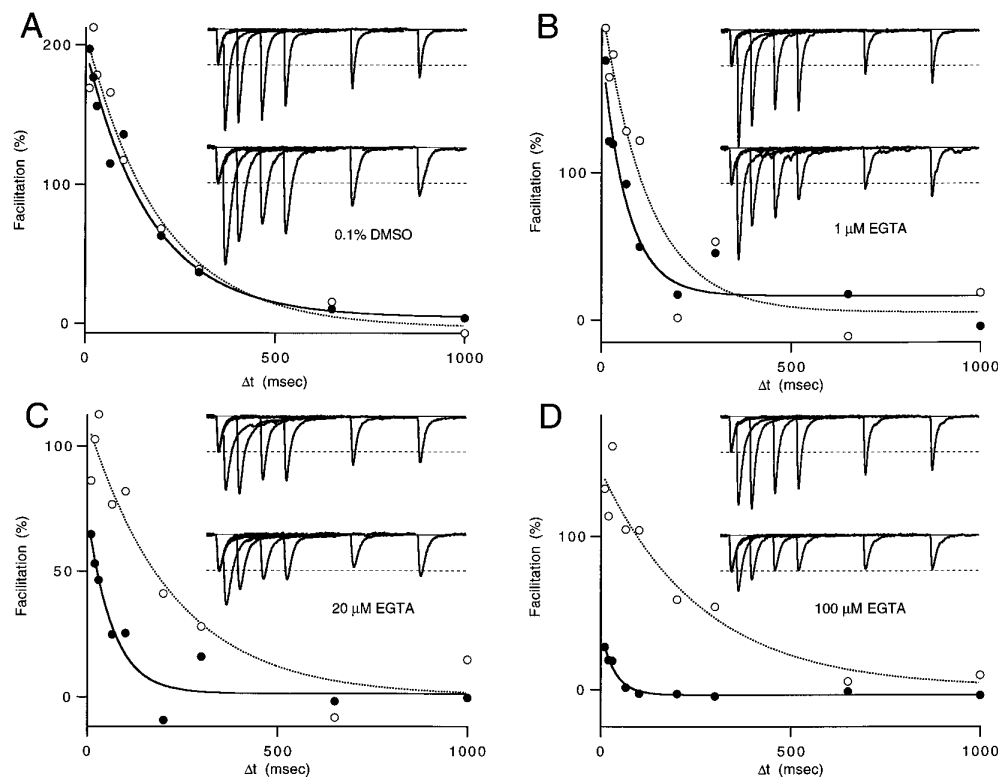 A
Facilitation (%)
200
100
0
0.1% DMSO
0
500
1000
Δt (msec)
B
Facilitation (%)
100
0
1 μM EGTA
0
500
1000
Δt (msec)
C
Facilitation (%)
100
50
0
20 μM EGTA
0
500
1000
Δt (msec)
D
Facilitation (%)
100
0
100 μM EGTA
0
500
1000
Δt (msec)